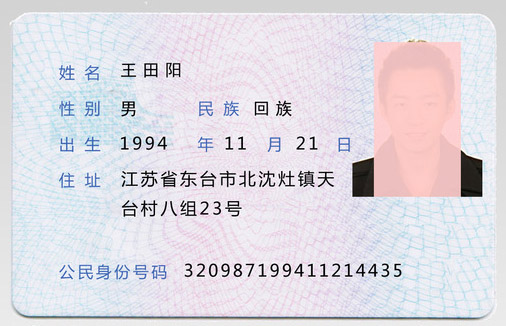 姓名 王田阳
性别 男 民族 回族
出生 1994 年 11 月 21 日
住址 江苏省东台市北沈灶镇天
台村八组23号
公民身份号码 320987199411214435